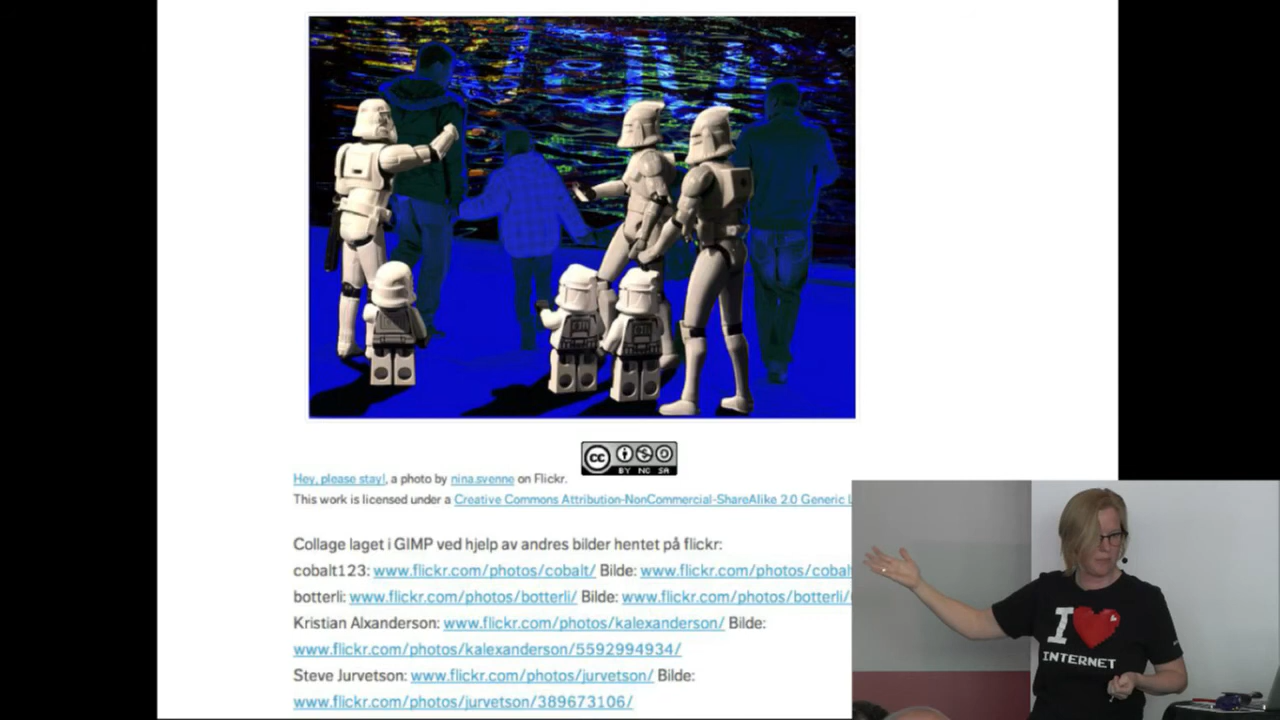 cc BY NC SA
Hey, please stay!, a photo by nina.svenne on Flickr.
This work is licensed under a Creative Commons Attribution-NonCommercial-ShareAlike 2.0 Generic L
Collage laget i GIMP ved hjelp av andres bilder hentet på flickr:
cobalt123: www.flickr.com/photos/cobalt/ Bilde: www.flickr.com/photos/cobal
botterli: www.flickr.com/photos/botterli/ Bilde: www.flickr.com/photos/botterli/
Kristian Alxanderson: www.flickr.com/photos/kalexanderson/ Bilde:
www.flickr.com/photos/kalexanderson/5592994934/
Steve Jurvetson: www.flickr.com/photos/jurvetson/ Bilde:
www.flickr.com/photos/jurvetson/389673106/
I
INTERNET